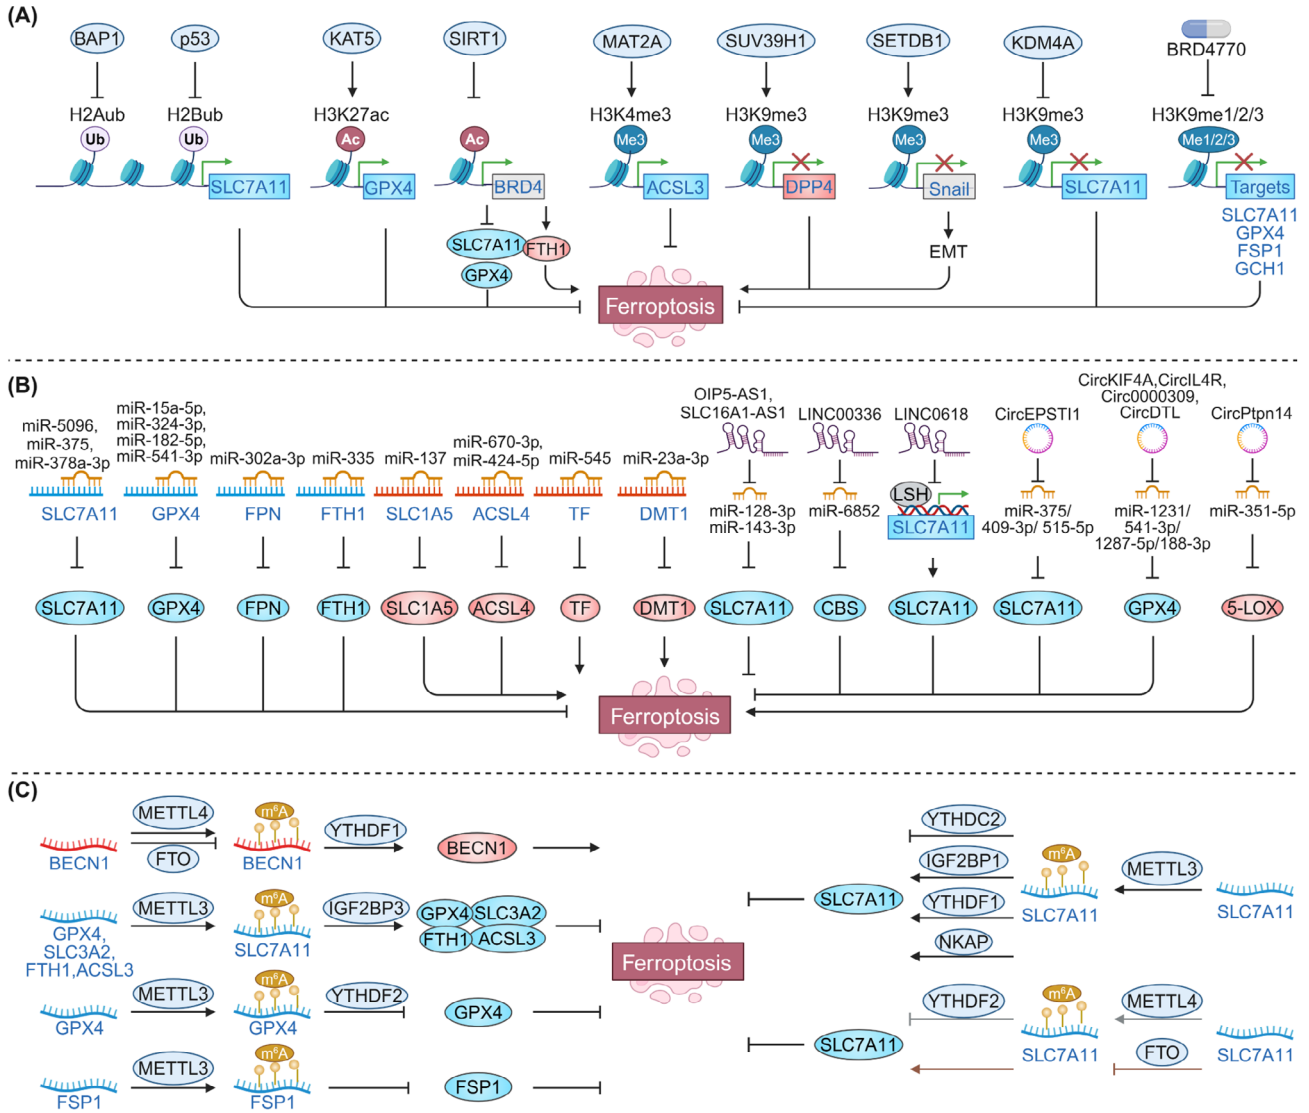 (A)
BAP1
p53
KAT5
SIRT1
MAT2A
SUV39H1
SETDB1
KDM4A
BRD4770
H2Aub
H2Bub
H3K27ac
H3K4me3
H3K9me3
H3K9me3
H3K9me3
H3K9me1/2/3
Ub
Ub
Ac
Ac
Me3
Me3
Me3
Me3
Me1/2/3
SLC7A11
GPX4
BRD4
ACSL3
DPP4
Snail
SLC7A11
Targets
SLC7A11
GPX4
FSP1
GCH1
SLC7A11
FTH1
GPX4
EMT
Ferroptosis
(B)
miR-5096,
miR-375,
miR-378a-3p
miR-15a-5p,
miR-324-3p,
miR-182-5p,
miR-541-3p
miR-302a-3p
miR-335
miR-137
miR-670-3p,
miR-424-5p
miR-545
miR-23a-3p
OIP5-AS1,
SLC16A1-AS1
LINC00336
LINC0618
CircEPSTI1
CircKIF4A,CircIL4R,
Circ0000309,
CircDTL
CircPtpn14
SLC7A11
GPX4
FPN
FTH1
SLC1A5
ACSL4
TF
DMT1
miR-128-3p
miR-143-3p
miR-6852
LSH
SLC7A11
miR-375/
409-3p/ 515-5p
miR-1231/
541-3p/
1287-5p/188-3p
miR-351-5p
SLC7A11
GPX4
FPN
FTH1
SLC1A5
ACSL4
TF
DMT1
SLC7A11
CBS
SLC7A11
SLC7A11
GPX4
5-LOX
Ferroptosis
(C)
METTL4
FTO
BECN1
m6A
BECN1
YTHDF1
BECN1
METTL3
GPX4,
SLC3A2,
FTH1,ACSL3
m6A
SLC7A11
IGF2BP3
GPX4
SLC3A2
FTH1
ACSL3
METTL3
GPX4
m6A
GPX4
YTHDF2
GPX4
METTL3
FSP1
m6A
FSP1
FSP1
Ferroptosis
SLC7A11
YTHDC2
IGF2BP1
YTHDF1
NKAP
m6A
SLC7A11
METTL3
SLC7A11
SLC7A11
YTHDF2
m6A
SLC7A11
METTL4
FTO
SLC7A11